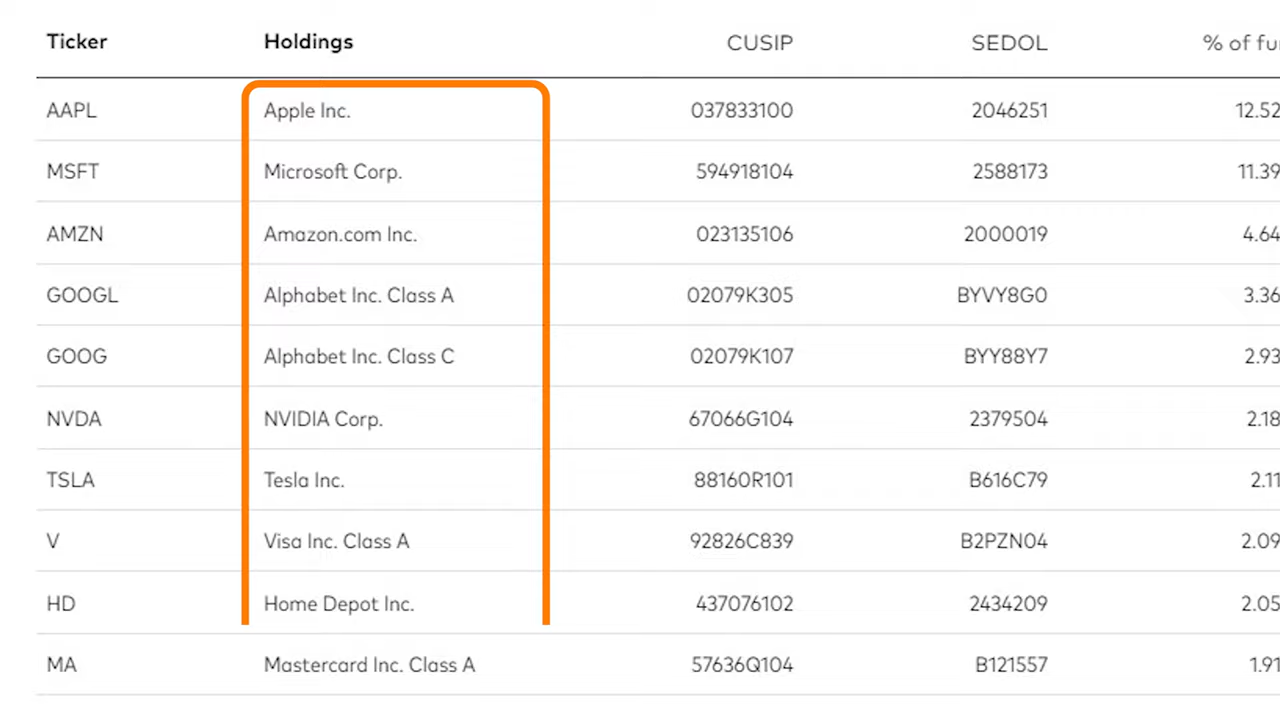 Ticker Holdings CUSIP SEDOL % of fu
AAPL Apple Inc. 037833100 2046251 12.52
MSFT Microsoft Corp. 594918104 2588173 11.39
AMZN Amazon.com Inc. 023135106 2000019 4.64
GOOGL Alphabet Inc. Class A 02079K305 BYVY8G0 3.36
GOOG Alphabet Inc. Class C 02079K107 BYY88Y7 2.93
NVDA NVIDIA Corp. 67066G104 2379504 2.18
TSLA Tesla Inc. 88160R101 B616C79 2.11
V Visa Inc. Class A 92826C839 B2PZN04 2.09
HD Home Depot Inc. 437076102 2434209 2.05
MA Mastercard Inc. Class A 57636Q104 B121557 1.91